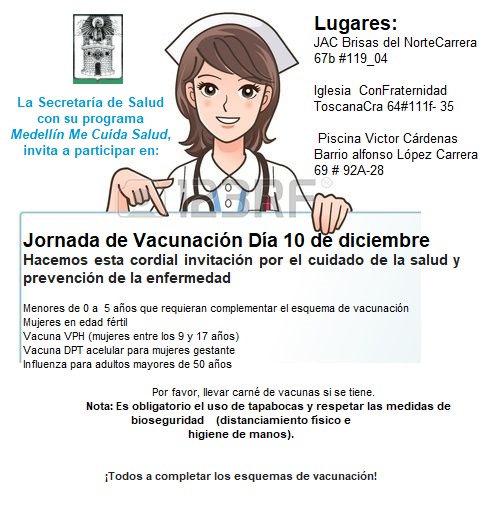 La Secretaría de Salud
con su programa
Medellín Me Cuida Salud,
invita a participar en:
Lugares:
JAC Brisas del NorteCarrera
67b #119_04
Iglesia ConFraternidad
ToscanaCra 64#111f- 35
Piscina Victor Cárdenas
Barrio alfonso López Carrera
69 # 92A-28
123RF
Jornada de Vacunación Día 10 de diciembre
Hacemos esta cordial invitación por el cuidado de la salud y
prevención de la enfermedad
Menores de 0 a 5 años que requieran complementar el esquema de vacunación
Mujeres en edad fértil
Vacuna VPH (mujeres entre los 9 y 17 años)
Vacuna DPT acelular para mujeres gestante
Influenza para adultos mayores de 50 años
Por favor, llevar carné de vacunas si se tiene.
Nota: Es obligatorio el uso de tapabocas y respetar las medidas de
bioseguridad (distanciamiento físico e
higiene de manos).
¡Todos a completar los esquemas de vacunación!